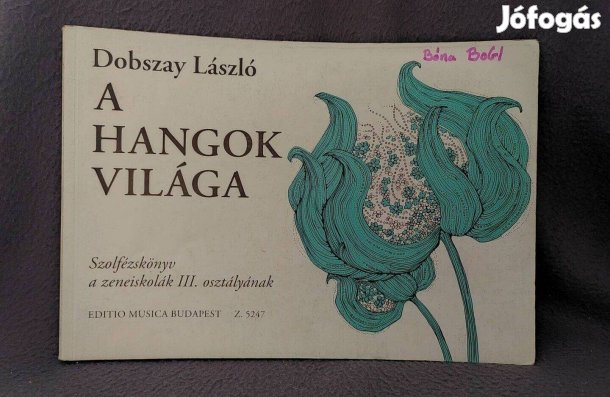 Jófogás
Bóna Bogi
Dobszay László
A
HANGOK
VILÁGA
Szolfézskönyv
a zeneiskolák III. osztályának
EDITIO MUSICA BUDAPEST Z. 5247